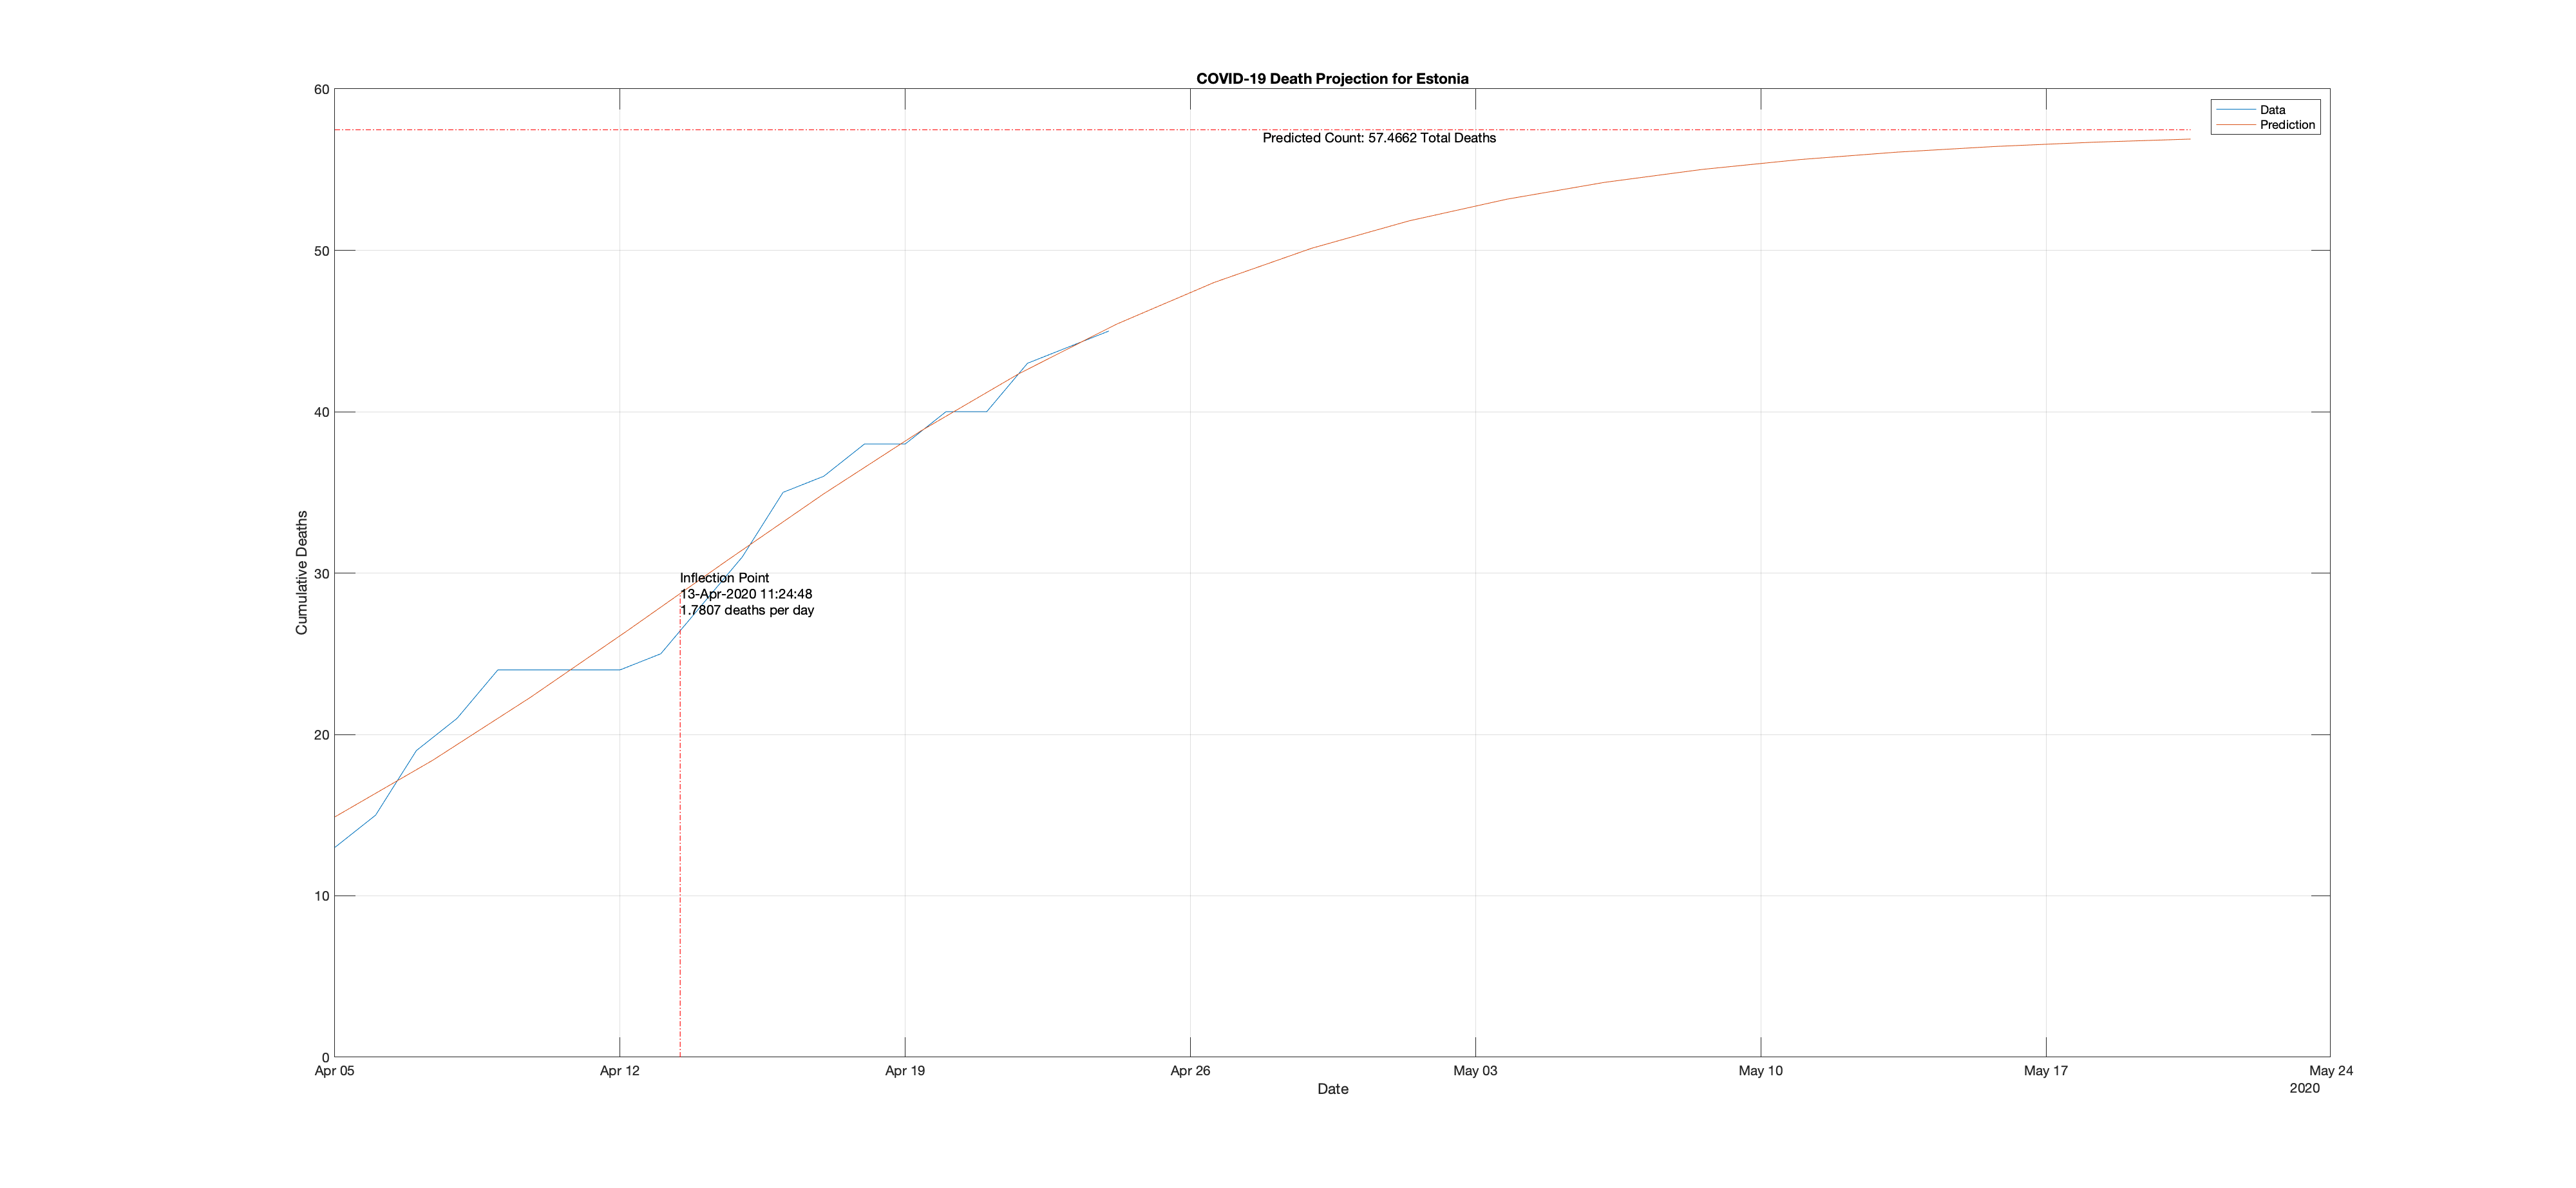 COVID-19 Death Projection for Estonia
60
50
40
30
20
10
0
Cumulative Deaths
Data
Prediction
Predicted Count: 57.4662 Total Deaths
Inflection Point
13-Apr-2020 11:24:48
1.7807 deaths per day
Apr 05
Apr 12
Apr 19
Apr 26
May 03
May 10
May 17
May 24
2020
Date